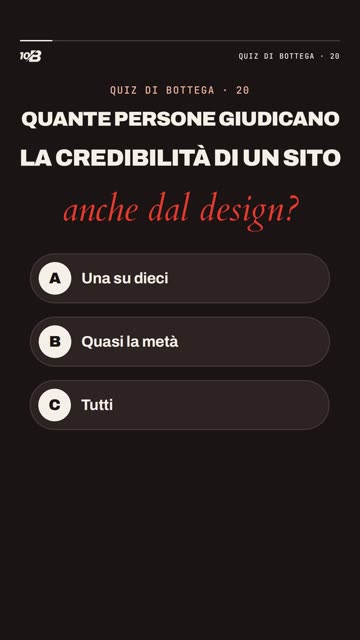 10B
QUIZ DI BOTTEGA · 20
QUIZ DI BOTTEGA · 20
QUANTE PERSONE GIUDICANO
LA CREDIBILITÀ DI UN SITO
anche dal design?
A Una su dieci
B Quasi la metà
C Tutti